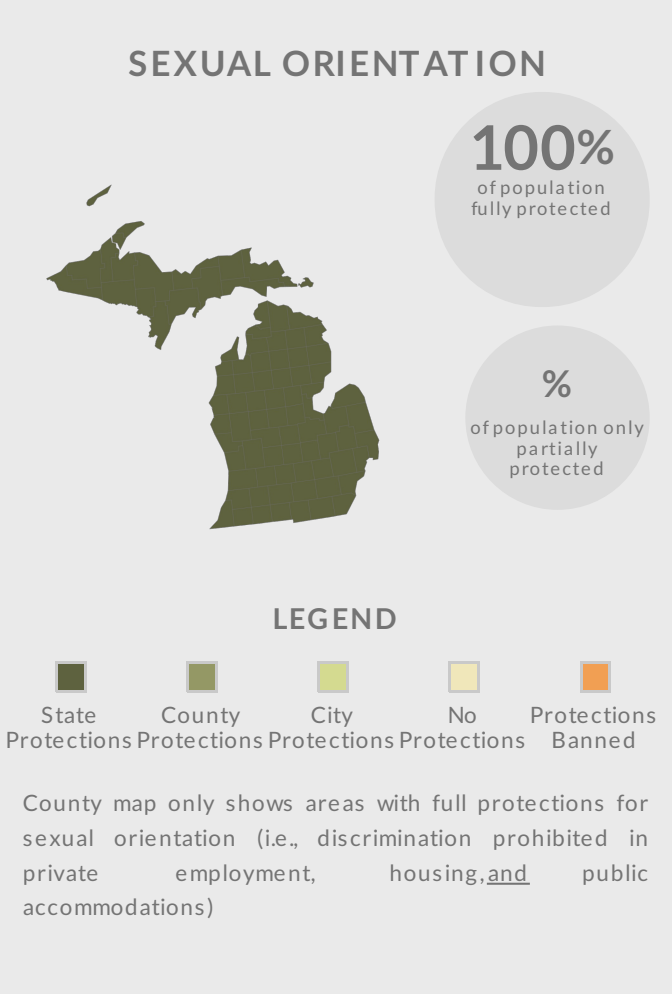 SEXUAL ORIENTATION
100%
of population
fully protected
%
of population only
partially
protected
LEGEND
State
Protections
County
Protections
City
Protections
No
Protections
Protections
Banned
County map only shows areas with full protections for
sexual orientation (i.e., discrimination prohibited in
private employment, housing,and public
accommodations)